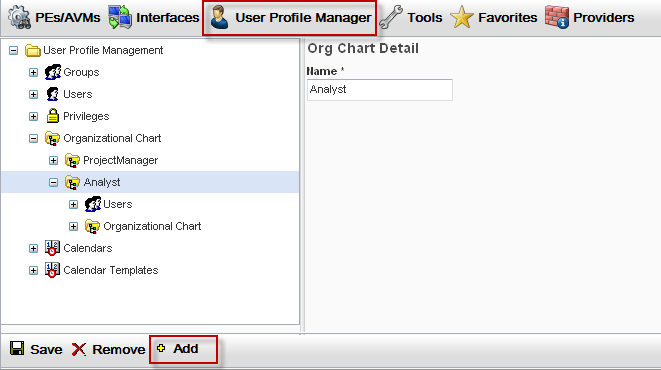 PEs/AVMs Interfaces User Profile Manager Tools Favorites Providers
User Profile Management
Groups
Users
Privileges
Organizational Chart
ProjectManager
Analyst
Users
Organizational Chart
Calendars
Calendar Templates
Org Chart Detail
Name *
Analyst
Save Remove Add